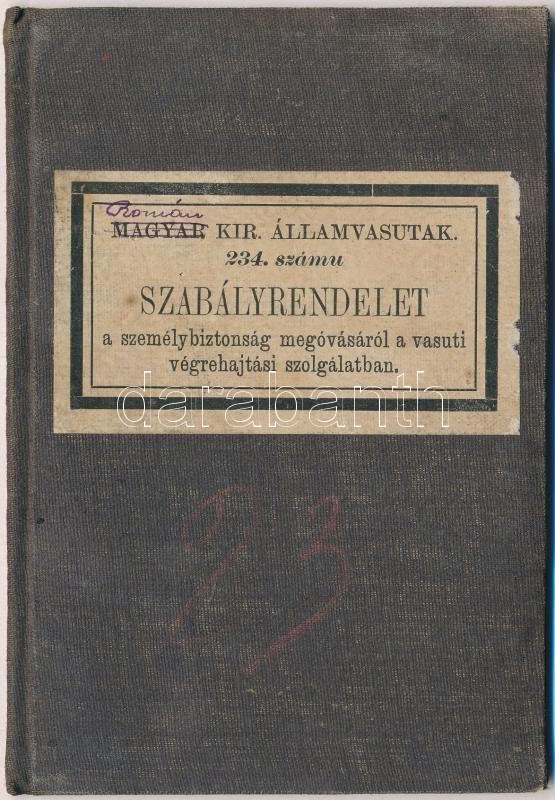 Román
MAGYAR KIR. ÁLLAMVASUTAK.
234. számu
SZABÁLYRENDELET
a személybiztonság megóvásáról a vasuti
végrehajtási szolgálatban.
darabanth
23